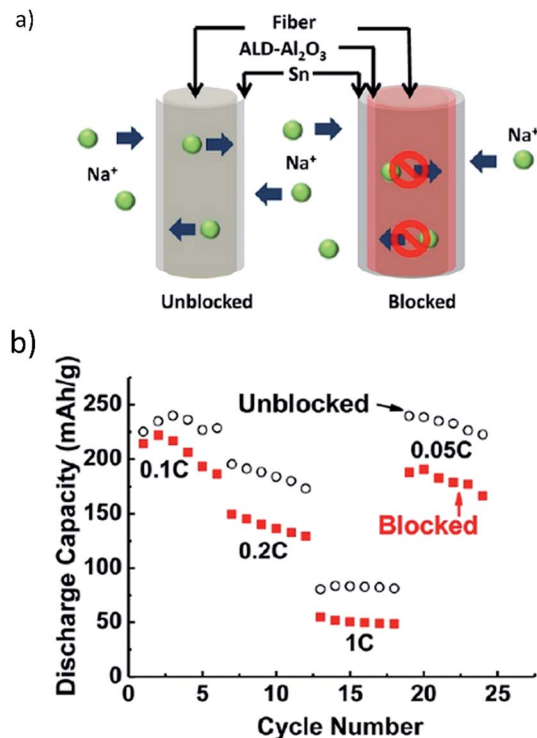 a)
Fiber
ALD-Al₂O₃
Sn
Na⁺ Na⁺ Na⁺
Unblocked Blocked
b)
Discharge Capacity (mAh/g)
250
200
150
100
50
0
Unblocked
0.1C
0.05C
Blocked
0.2C
1C
0 5 10 15 20 25
Cycle Number